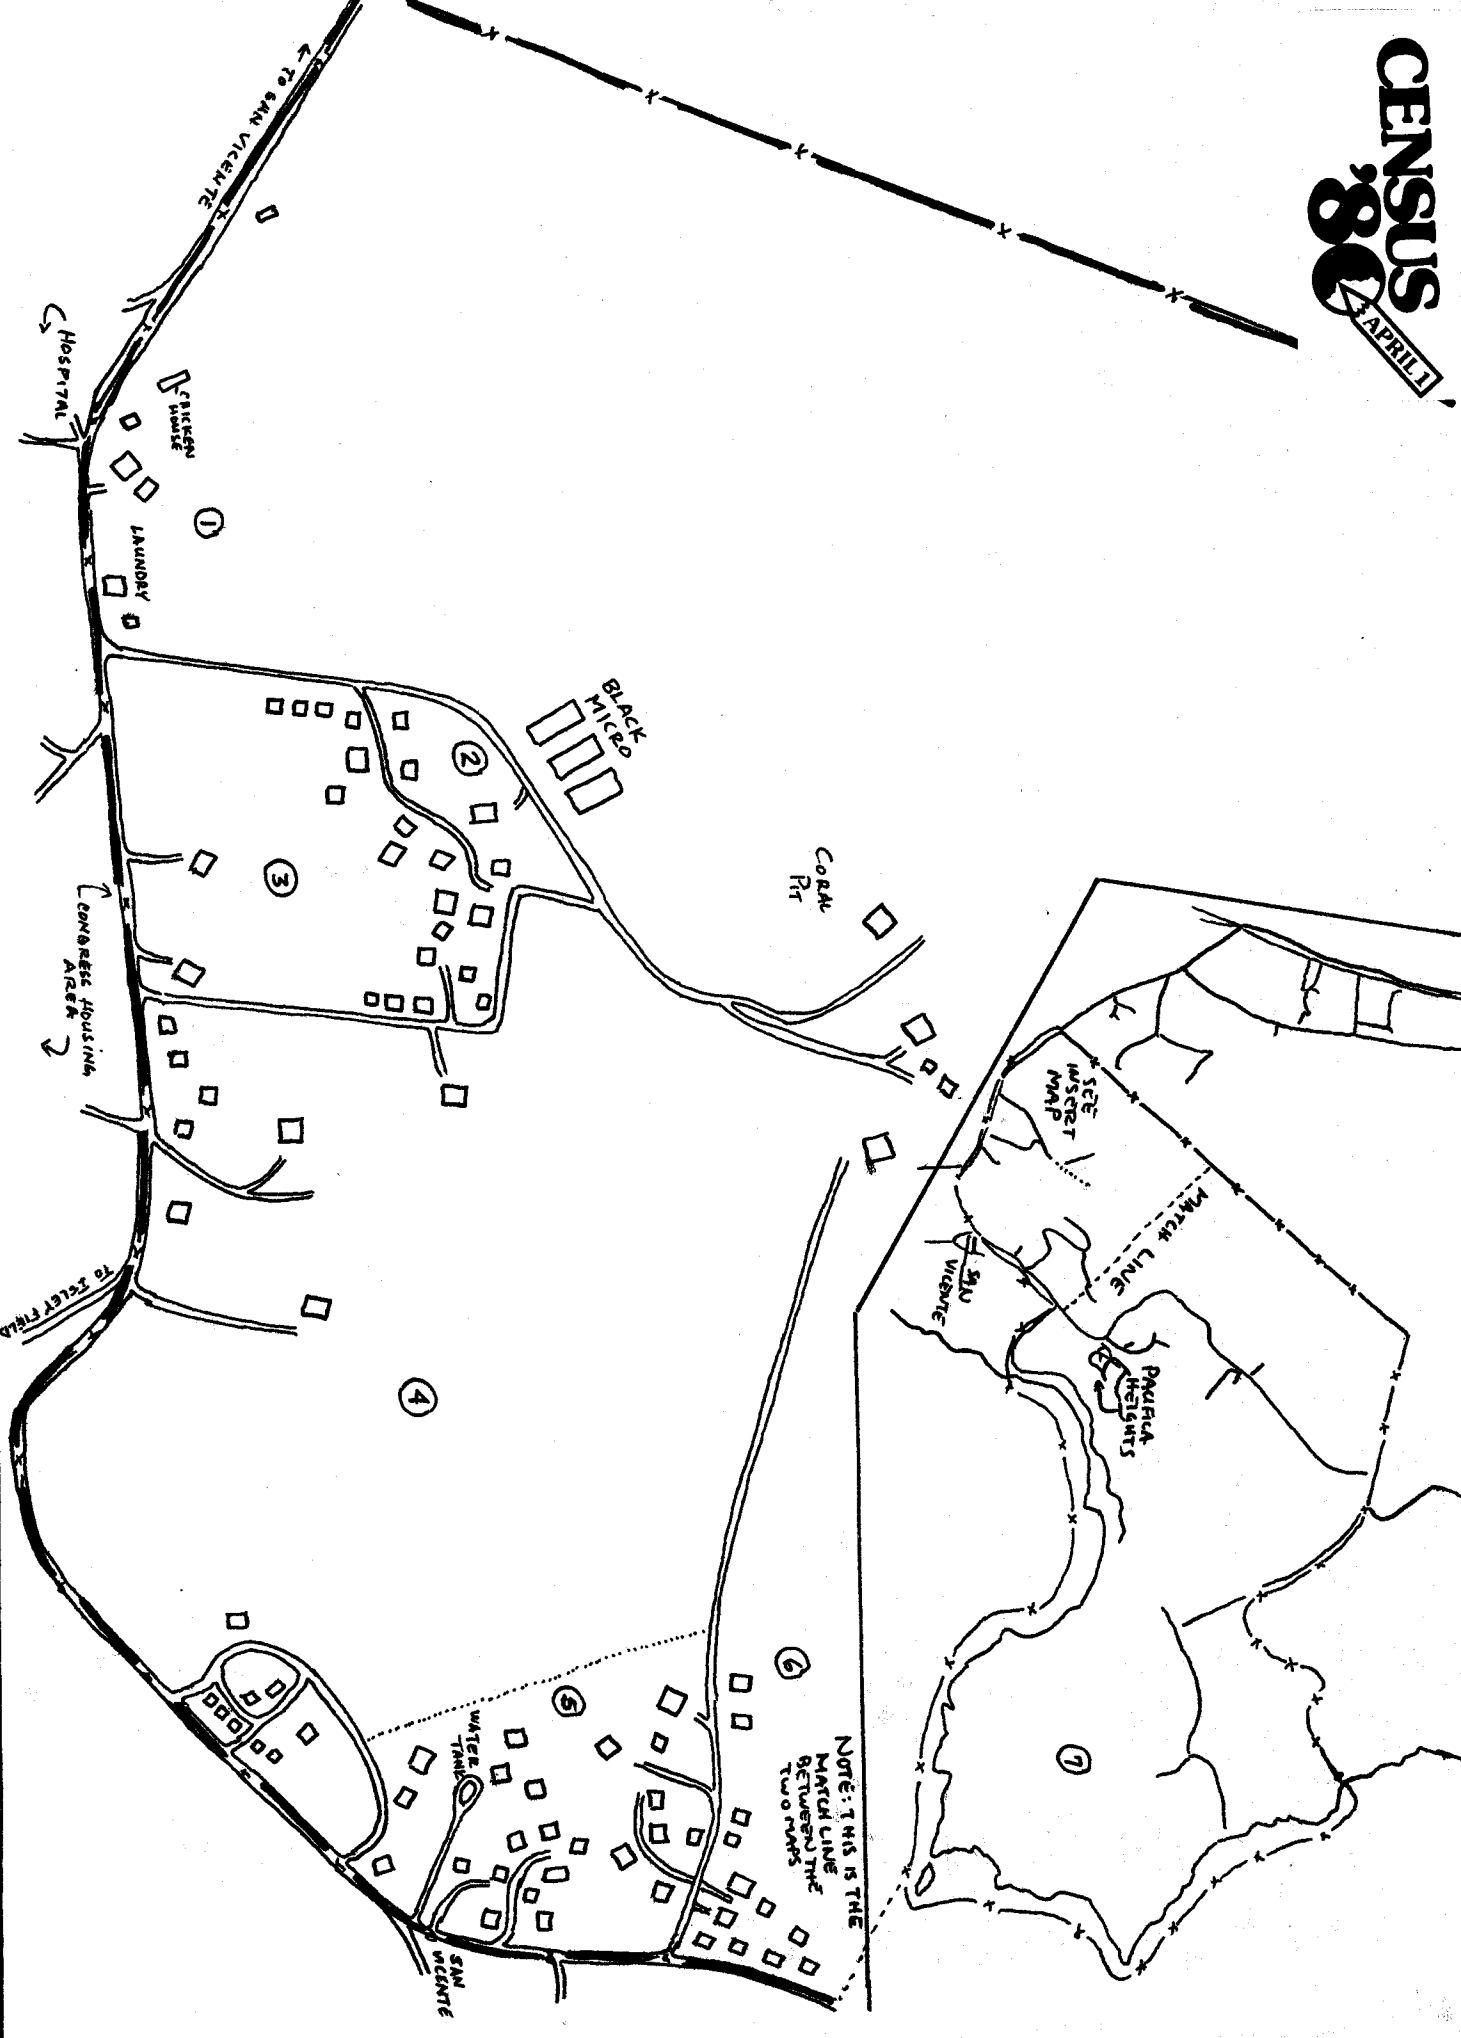 CENSUS
'80
APRIL 1
← TO SAN VICENTE
HOSPITAL
CHICKEN
HOUSE
LAUNDRY
1
BLACK
MICRO
2
3
CORAL
PIT
CONGRESS HOUSING
AREA
TO ISLEY FIELD
4
SEE
INSERT
MAP
MATCH LINE
SAN
VICENTE
PACIFICA
HEIGHTS
5
6
7
WATER
TANK
NOTE: THIS IS THE
MATCH LINE
BETWEEN THE
TWO MAPS
SAN
VICENTE